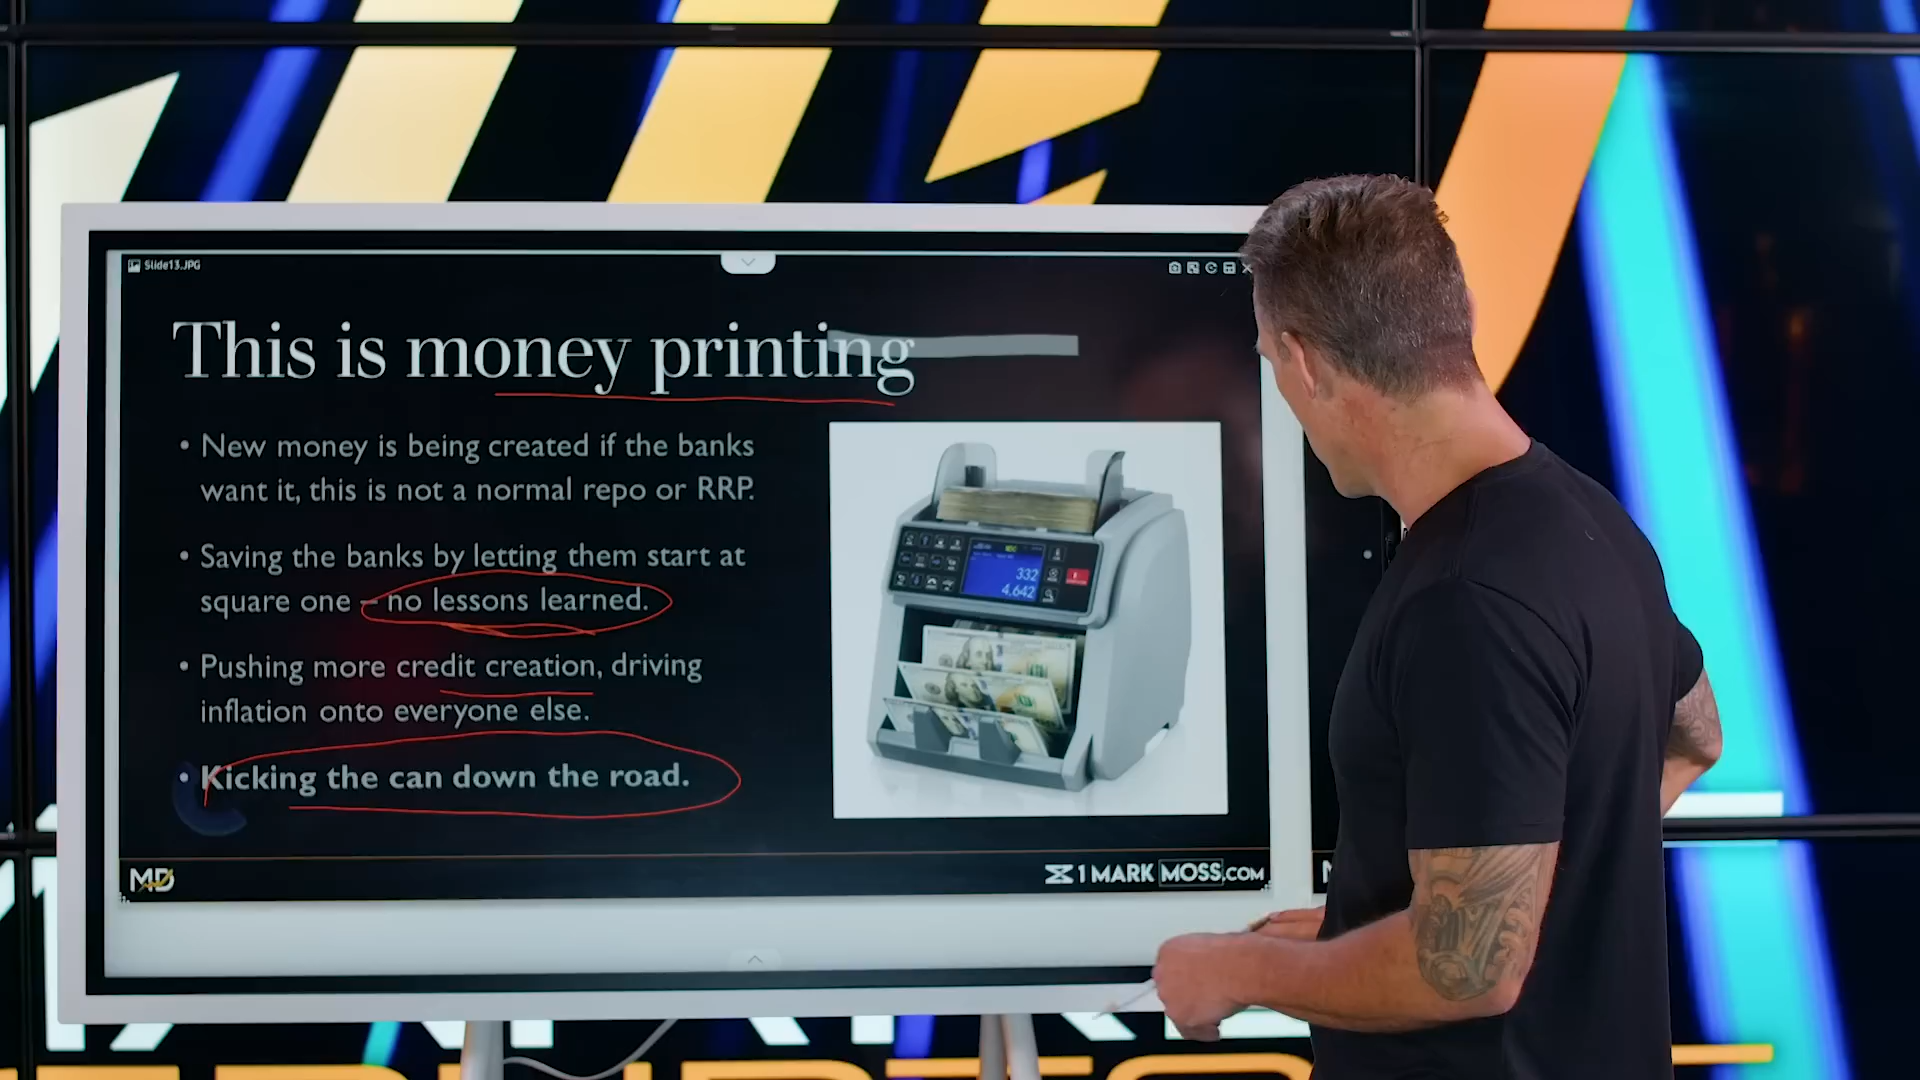 Slide13.JPG
This is money printing
• New money is being created if the banks
want it, this is not a normal repo or RRP.
• Saving the banks by letting them start at
square one – no lessons learned.
• Pushing more credit creation, driving
inflation onto everyone else.
• Kicking the can down the road.
332
4,642
MD
1 MARK MOSS.COM